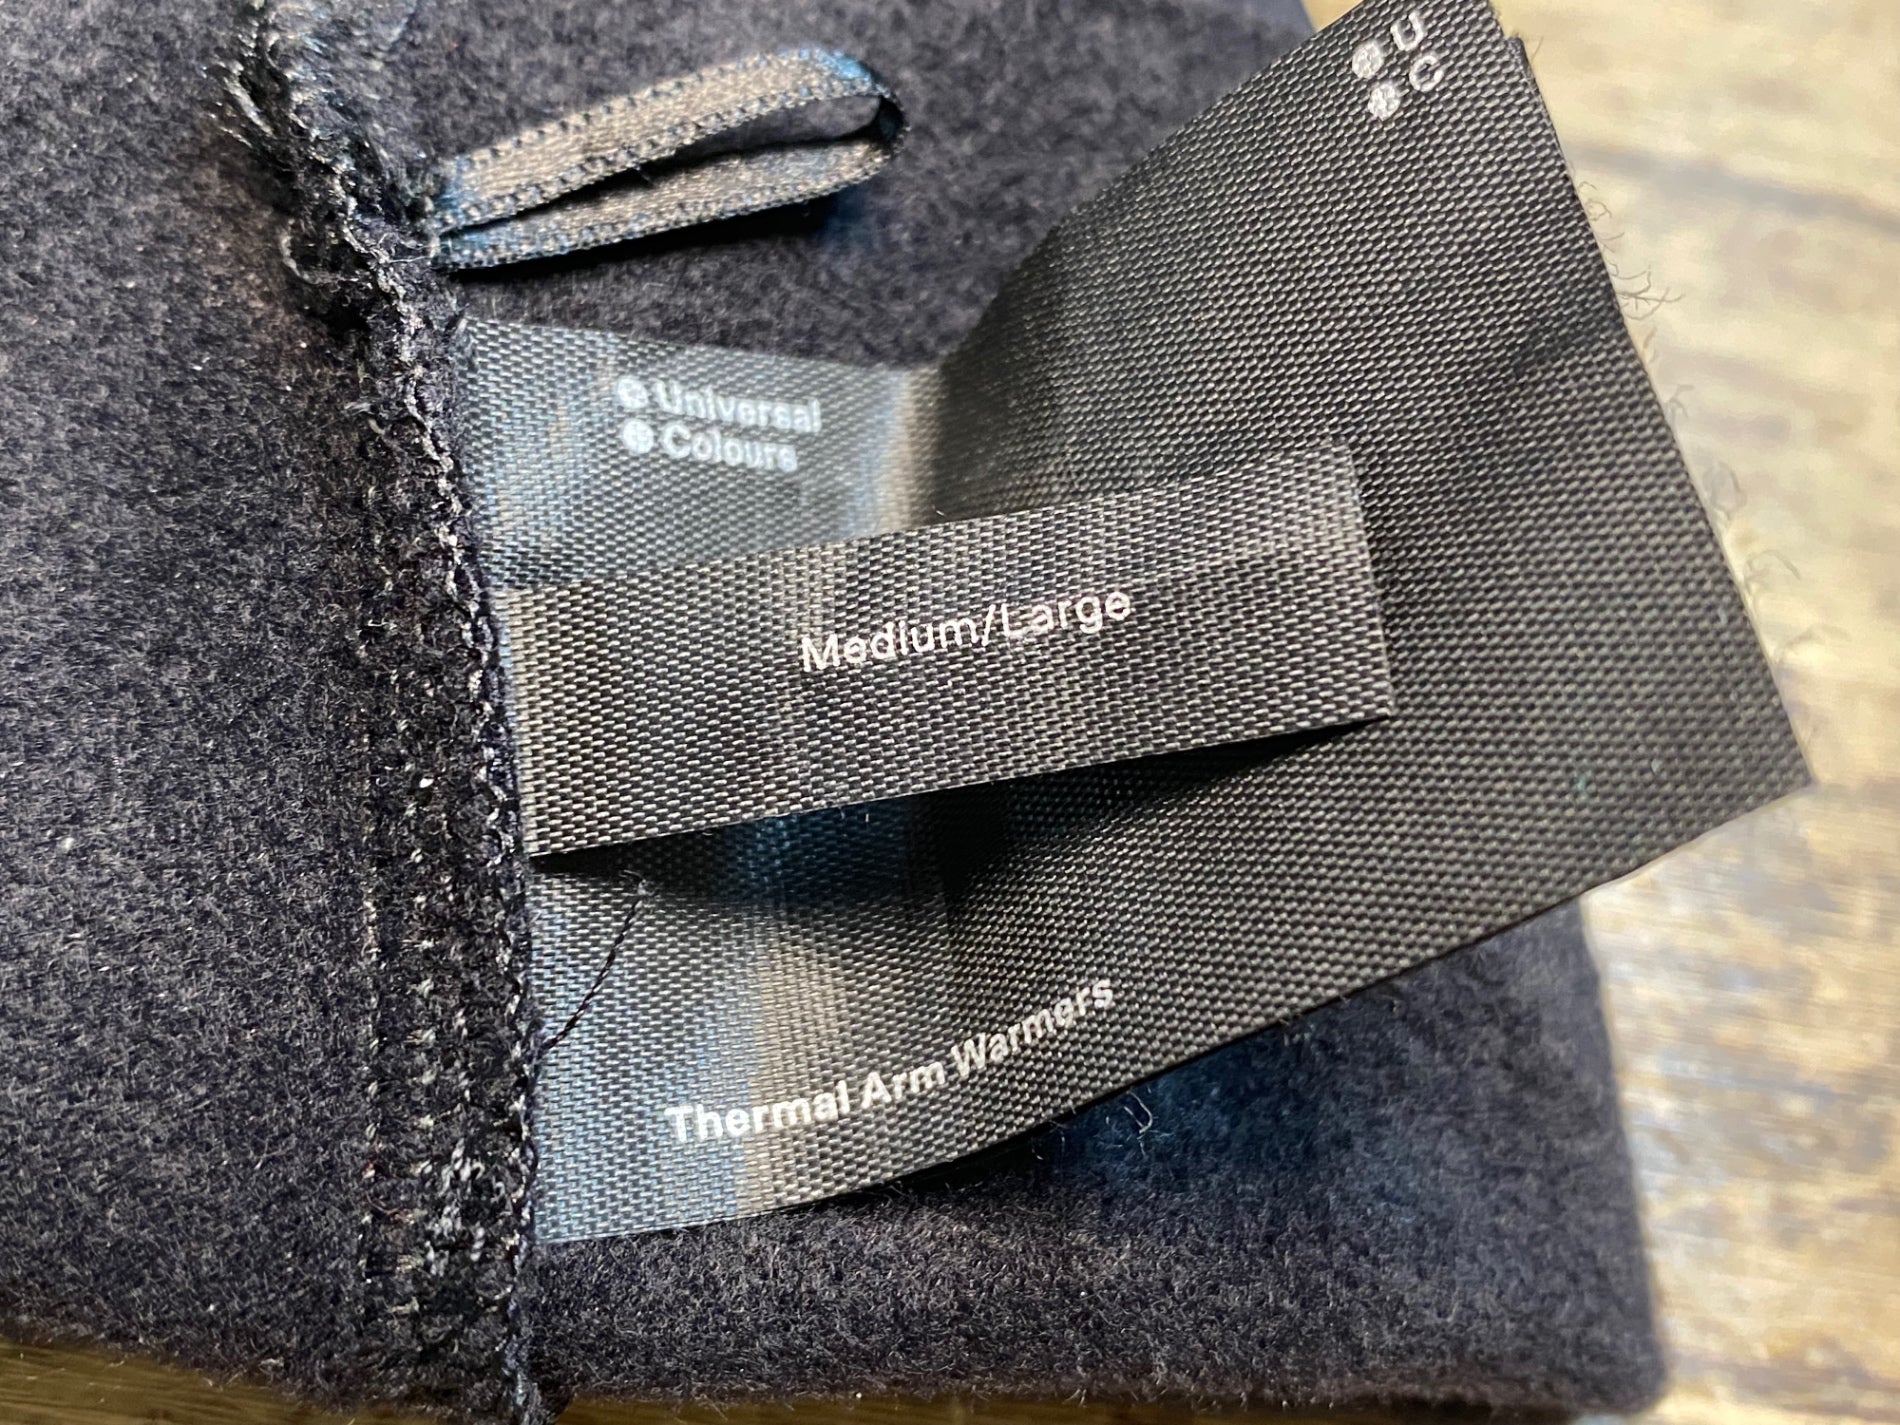 U
C
Universal
Colours
Medium/Large
Thermal Arm Warmers